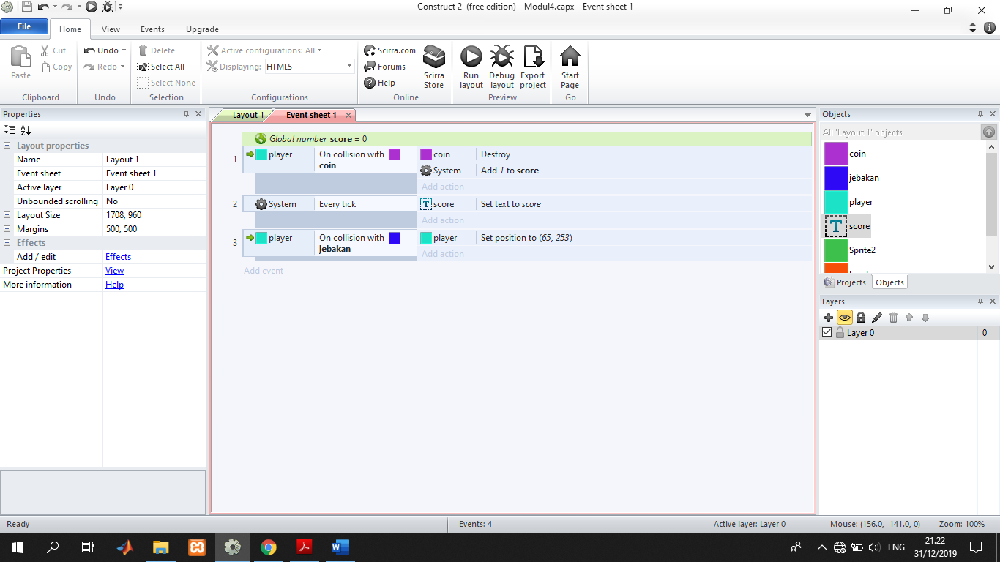 Construct 2 (free edition) - Modul4.capx - Event sheet 1
File
Home
View
Events
Upgrade
Paste
Cut
Copy
Clipboard
Undo
Redo
Undo
Delete
Select All
Select None
Selection
Active configurations: All
Displaying: HTML5
Configurations
Scirra.com
Forums
Help
Scirra
Store
Online
Run
layout
Debug
layout
Export
project
Preview
Start
Page
Go
Properties
Layout properties
Name Layout 1
Event sheet Event sheet 1
Active layer Layer 0
Unbounded scrolling No
Layout Size 1708, 960
Margins 500, 500
Effects
Add / edit Effects
Project Properties View
More information Help
Layout 1
Event sheet 1
Global number score = 0
1
player
On collision with
coin
coin Destroy
System Add 1 to score
Add action
2
System
Every tick
score Set text to score
Add action
3
player
On collision with
jebakan
player Set position to (65, 253)
Add action
Add event
Objects
All 'Layout 1' objects
coin
jebakan
player
T score
Sprite2
Projects
Objects
Layers
Layer 0 0
Ready
Events: 4
Active layer: Layer 0
Mouse: (156.0, -141.0, 0)
Zoom: 100%
ENG
21.22
31/12/2019